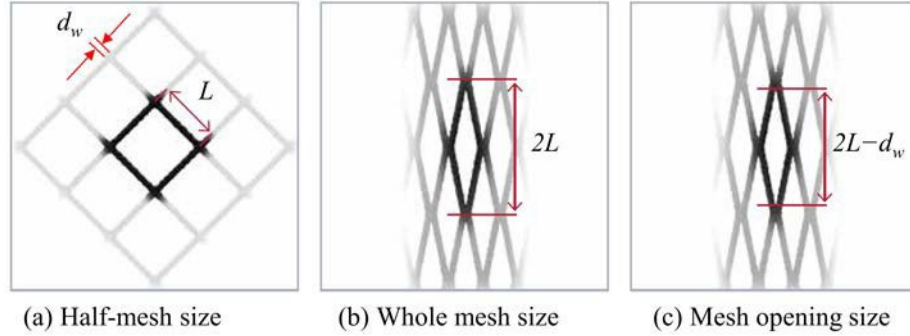 d_w
L
2L
2L−d_w
(a) Half-mesh size
(b) Whole mesh size
(c) Mesh opening size